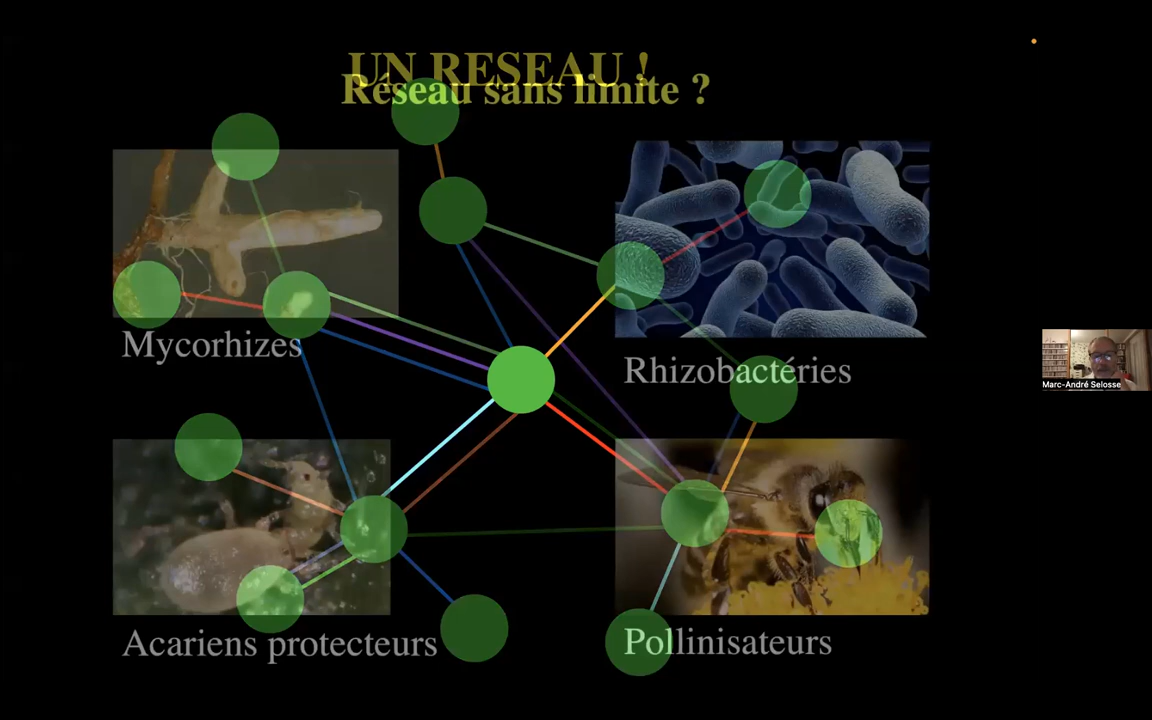 UN RESEAU !
Réseau sans limite ?
Mycorhizes
Rhizobactéries
Marc-André Selosse
Acariens protecteurs
Pollinisateurs